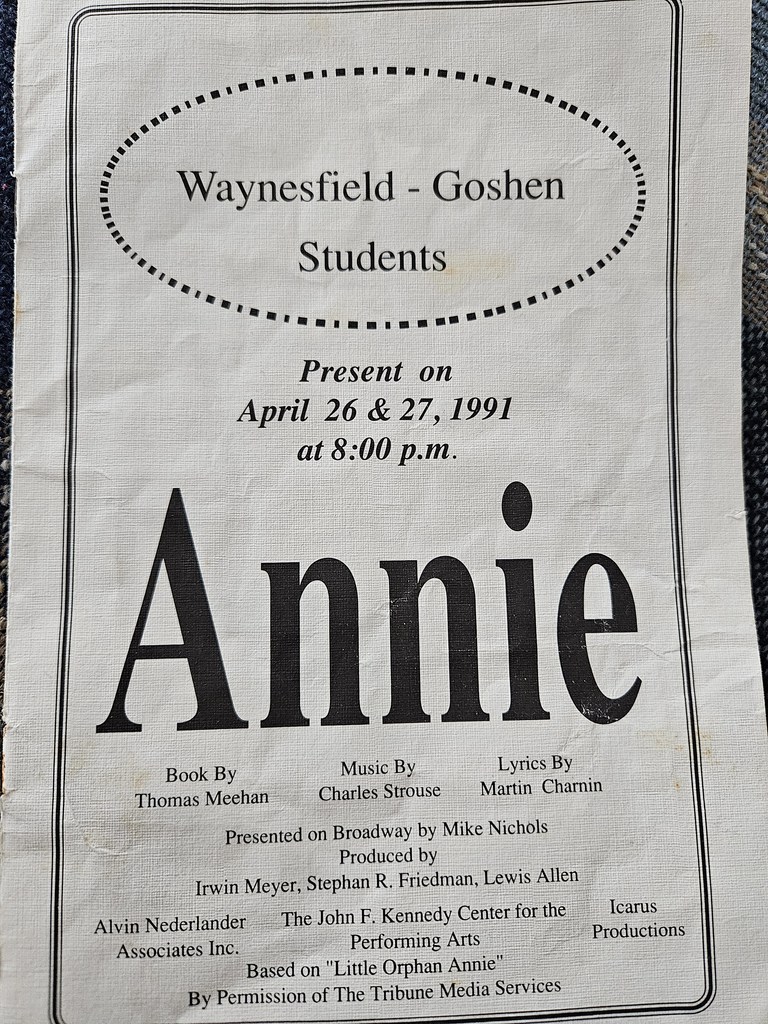 Waynesfield - Goshen
Students
Present on
April 26 & 27, 1991
at 8:00 p.m.
Annie
Book By
Thomas Meehan
Music By
Charles Strouse
Lyrics By
Martin Charnin
Presented on Broadway by Mike Nichols
Produced by
Irwin Meyer, Stephan R. Friedman, Lewis Allen
Alvin Nederlander
Associates Inc.
The John F. Kennedy Center for the
Performing Arts
Icarus
Productions
Based on "Little Orphan Annie"
By Permission of The Tribune Media Services